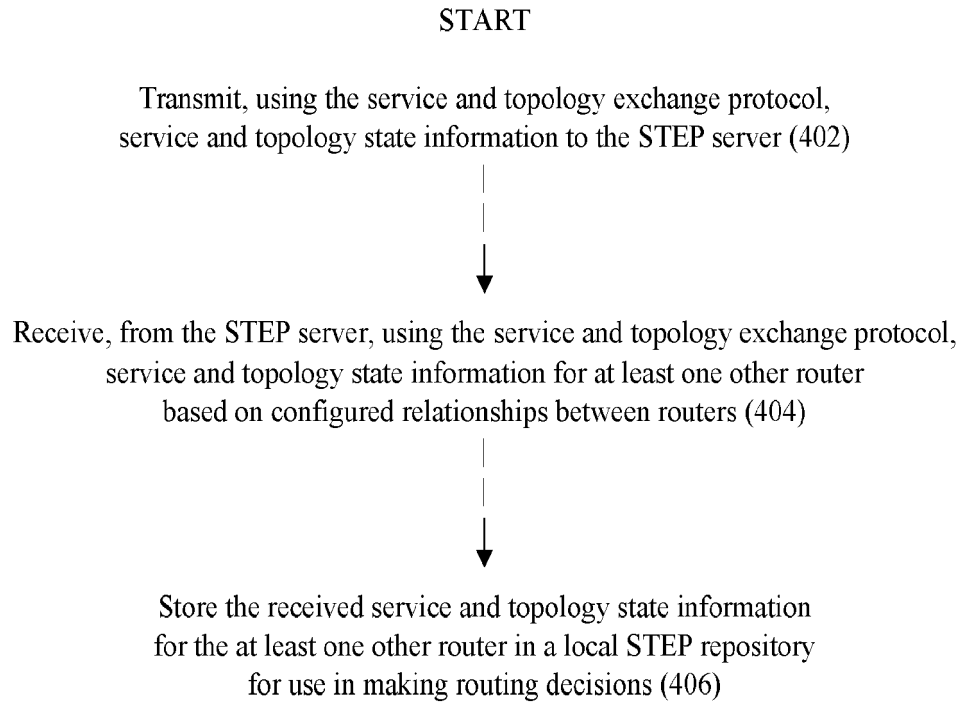 START
Transmit, using the service and topology exchange protocol,
service and topology state information to the STEP server (402)
Receive, from the STEP server, using the service and topology exchange protocol,
service and topology state information for at least one other router
based on configured relationships between routers (404)
Store the received service and topology state information
for the at least one other router in a local STEP repository
for use in making routing decisions (406)